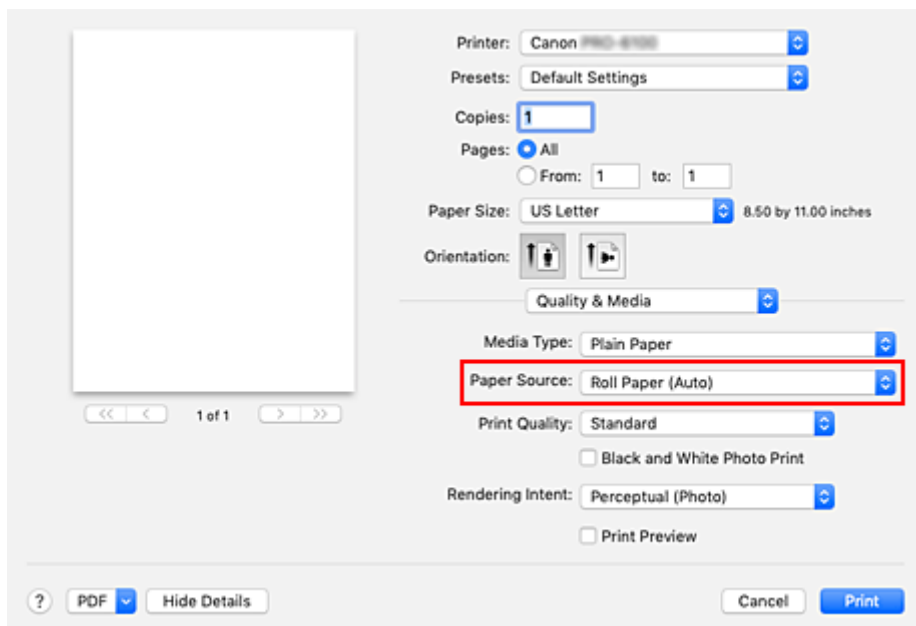 Printer: Canon
Presets: Default Settings
Copies: 1
Pages: All
From: 1 to: 1
Paper Size: US Letter 8.50 by 11.00 inches
Orientation:
Quality & Media
Media Type: Plain Paper
Paper Source: Roll Paper (Auto)
<< < 1 of 1 > >>
Print Quality: Standard
Black and White Photo Print
Rendering Intent: Perceptual (Photo)
Print Preview
? PDF Hide Details Cancel Print